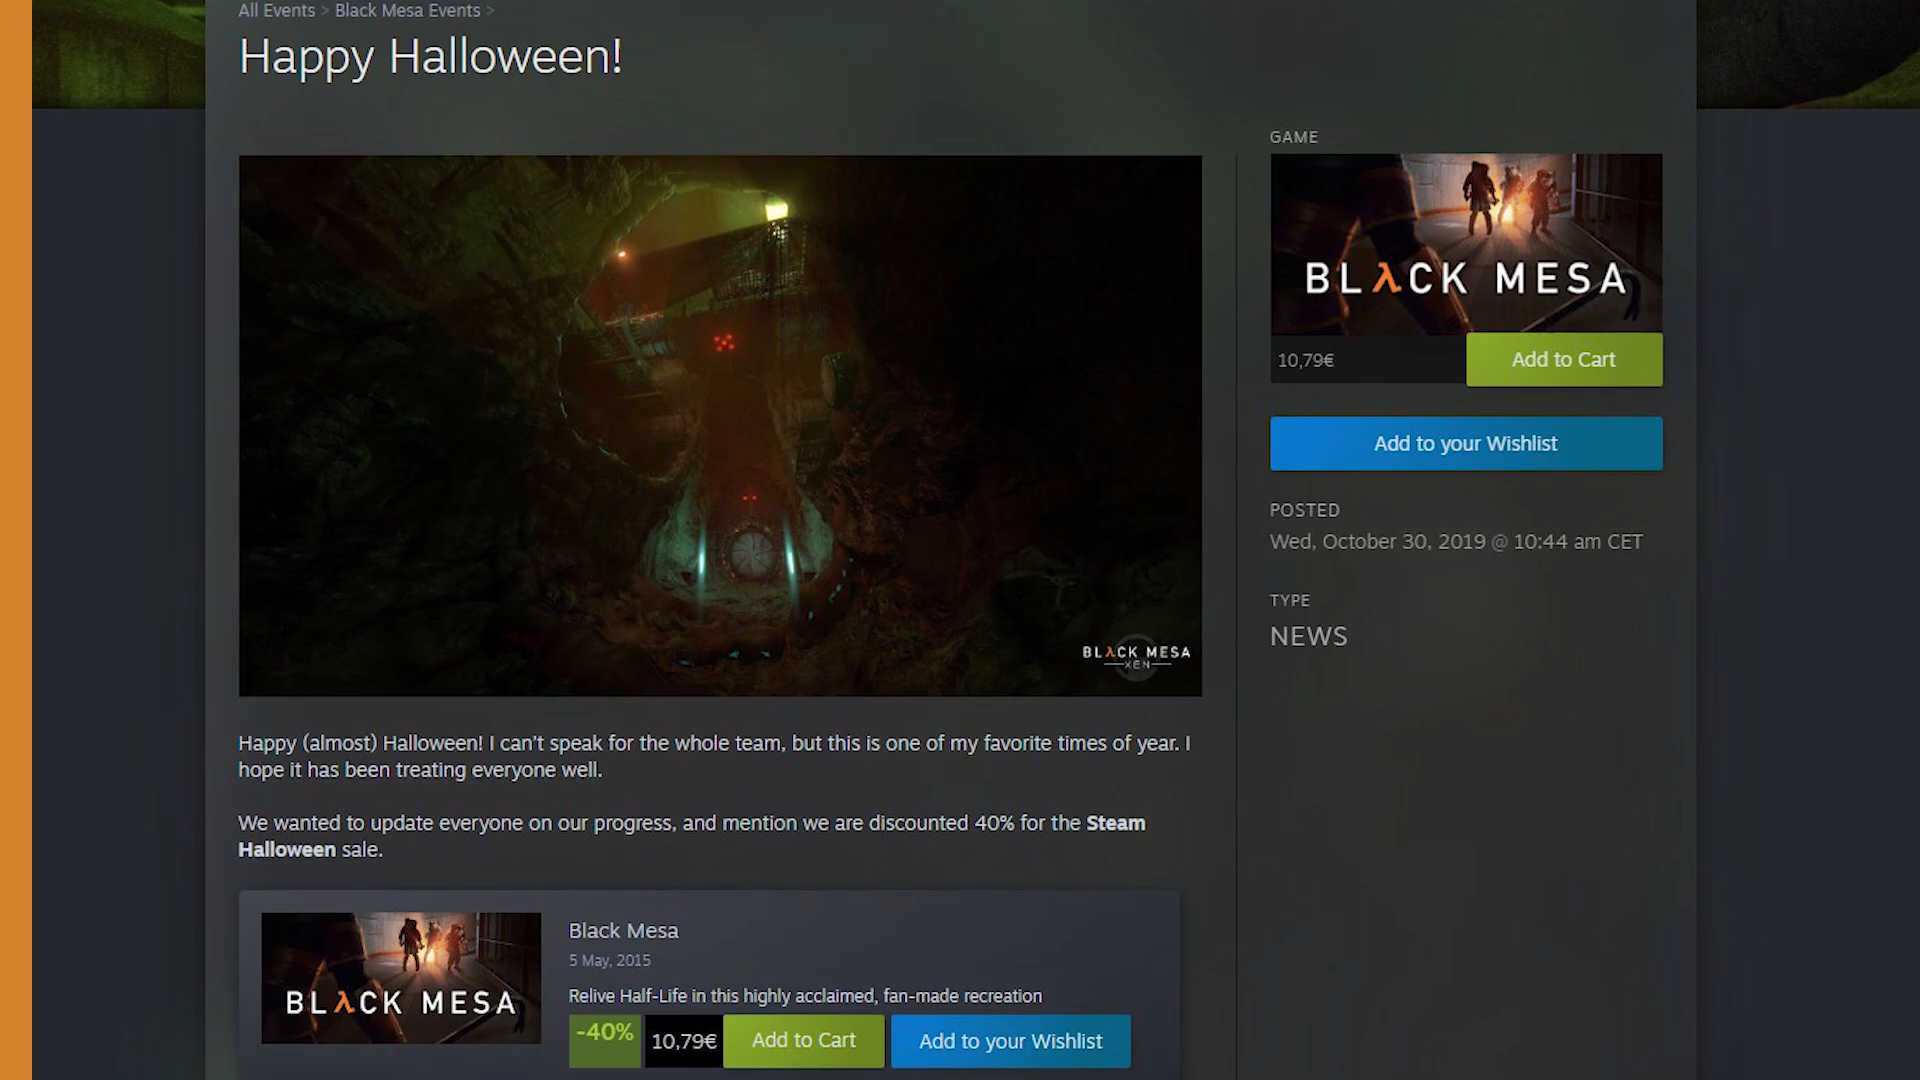 All Events > Black Mesa Events >
Happy Halloween!
GAME
BLλCK MESA
10,79€
Add to Cart
Add to your Wishlist
POSTED
Wed, October 30, 2019 @ 10:44 am CET
TYPE
NEWS
BLλCK MESA
XEN
Happy (almost) Halloween! I can't speak for the whole team, but this is one of my favorite times of year. I
hope it has been treating everyone well.
We wanted to update everyone on our progress, and mention we are discounted 40% for the Steam
Halloween sale.
BLλCK MESA
Black Mesa
5 May, 2015
Relive Half-Life in this highly acclaimed, fan-made recreation
-40%
10,79€
Add to Cart
Add to your Wishlist